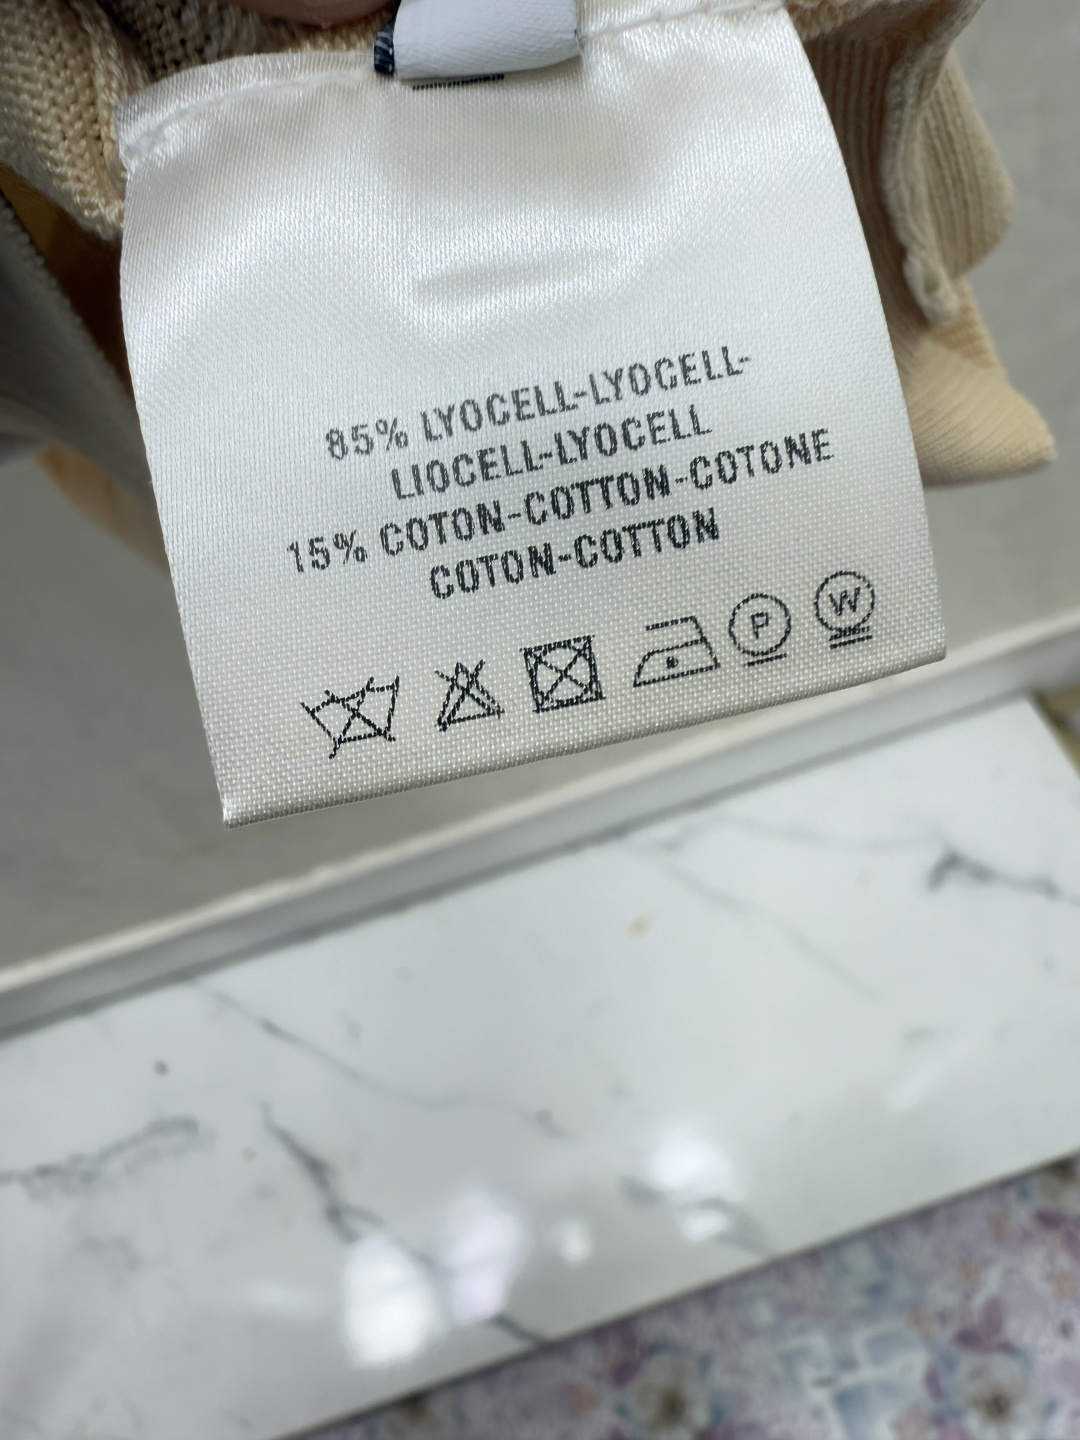 85% LYOCELL-LYOCELL-
LIOCELL-LYOCELL
15% COTON-COTTON-COTONE
COTON-COTTON
P W